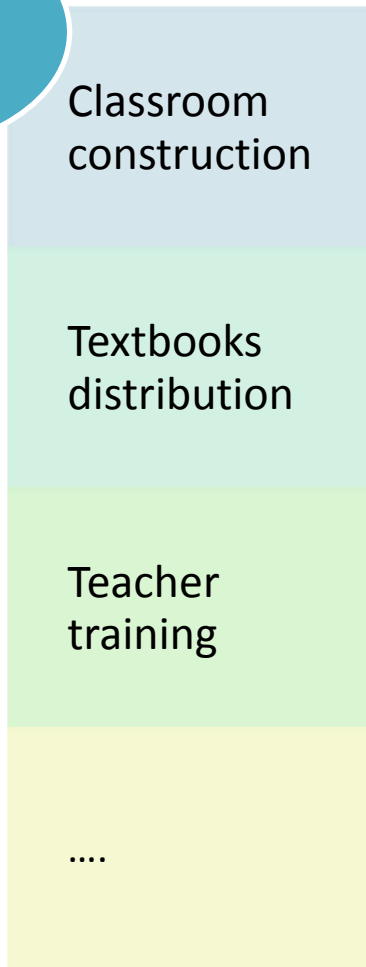 Classroom
construction
Textbooks
distribution
Teacher
training
....